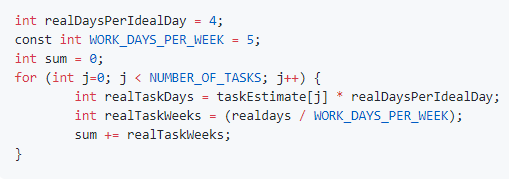 int realDaysPerIdealDay = 4;
const int WORK_DAYS_PER_WEEK = 5;
int sum = 0;
for (int j=0; j < NUMBER_OF_TASKS; j++) {
        int realTaskDays = taskEstimate[j] * realDaysPerIdealDay;
        int realTaskWeeks = (realdays / WORK_DAYS_PER_WEEK);
        sum += realTaskWeeks;
}